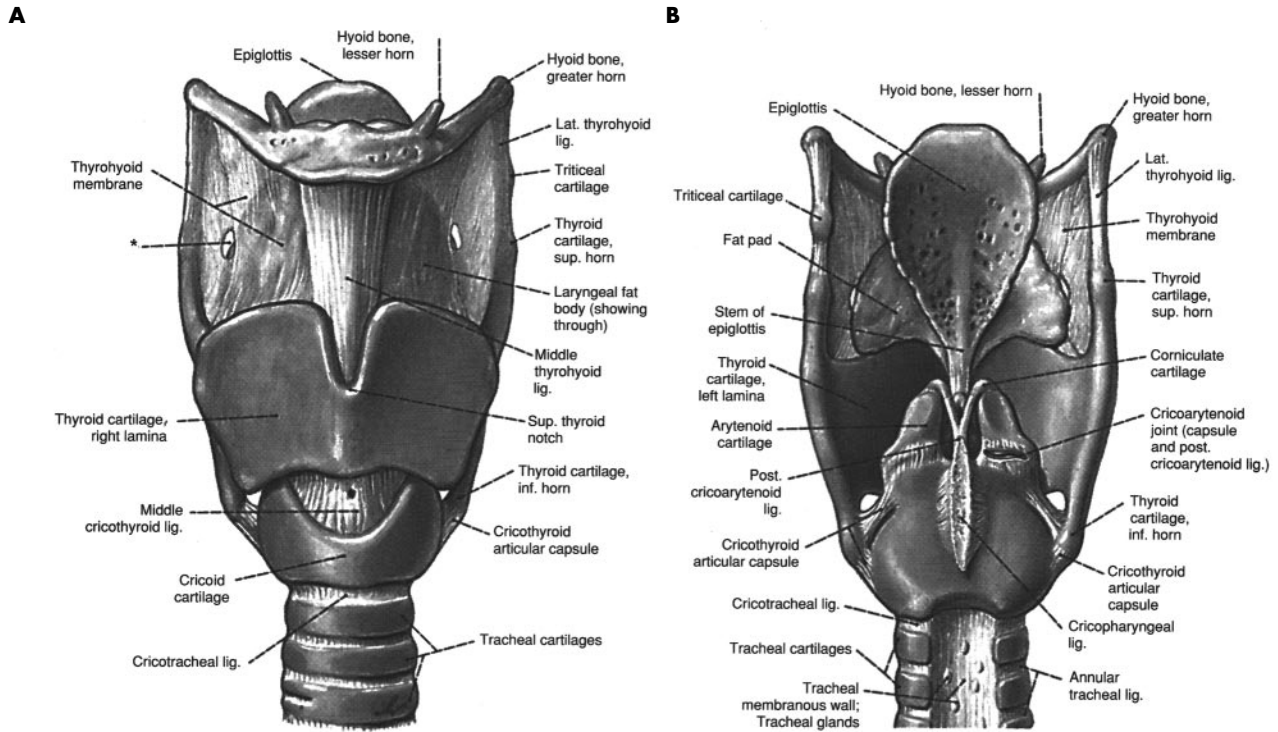 A
Epiglottis
Hyoid bone,
lesser horn
Hyoid bone,
greater horn
Lat. thyrohyoid
lig.
Thyrohyoid
membrane
Triticeal
cartilage
*
Thyroid
cartilage,
sup. horn
Laryngeal fat
body (showing
through)
Middle
thyrohyoid
lig.
Thyroid cartilage,
right lamina
Sup. thyroid
notch
Thyroid cartilage,
inf. horn
Middle
cricothyroid lig.
Cricothyroid
articular capsule
Cricoid
cartilage
Tracheal cartilages
Cricotracheal lig.
B
Hyoid bone, lesser horn
Epiglottis
Hyoid bone,
greater horn
Lat.
thyrohyoid lig.
Triticeal cartilage
Thyrohyoid
membrane
Fat pad
Thyroid
cartilage,
sup. horn
Stem of
epiglottis
Thyroid
cartilage,
left lamina
Corniculate
cartilage
Arytenoid
cartilage
Cricoarytenoid
joint (capsule
and post.
cricoarytenoid lig.)
Post.
cricoarytenoid
lig.
Thyroid
cartilage,
inf. horn
Cricothyroid
articular capsule
Cricothyroid
articular
capsule
Cricotracheal lig.
Cricopharyngeal
lig.
Tracheal cartilages
Annular
tracheal lig.
Tracheal
membranous wall;
Tracheal glands